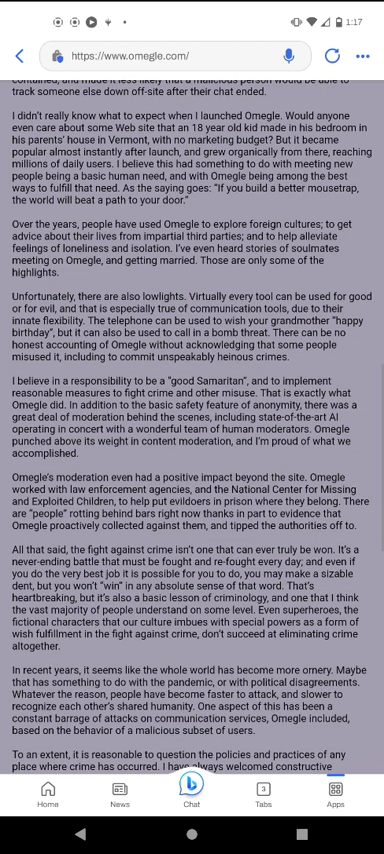 1:17
https://www.omegle.com/
contained, and made it less likely that a malicious person would be able to
track someone else down off-site after their chat ended.
I didn't really know what to expect when I launched Omegle. Would anyone
even care about some Web site that an 18 year old kid made in his bedroom in
his parents' house in Vermont, with no marketing budget? But it became
popular almost instantly after launch, and grew organically from there, reaching
millions of daily users. I believe this had something to do with meeting new
people being a basic human need, and with Omegle being among the best
ways to fulfill that need. As the saying goes: "If you build a better mousetrap,
the world will beat a path to your door."
Over the years, people have used Omegle to explore foreign cultures; to get
advice about their lives from impartial third parties; and to help alleviate
feelings of loneliness and isolation. I've even heard stories of soulmates
meeting on Omegle, and getting married. Those are only some of the
highlights.
Unfortunately, there are also lowlights. Virtually every tool can be used for good
or for evil, and that is especially true of communication tools, due to their
innate flexibility. The telephone can be used to wish your grandmother "happy
birthday", but it can also be used to call in a bomb threat. There can be no
honest accounting of Omegle without acknowledging that some people
misused it, including to commit unspeakably heinous crimes.
I believe in a responsibility to be a "good Samaritan", and to implement
reasonable measures to fight crime and other misuse. That is exactly what
Omegle did. In addition to the basic safety feature of anonymity, there was a
great deal of moderation behind the scenes, including state-of-the-art AI
operating in concert with a wonderful team of human moderators. Omegle
punched above its weight in content moderation, and I'm proud of what we
accomplished.
Omegle's moderation even had a positive impact beyond the site. Omegle
worked with law enforcement agencies, and the National Center for Missing
and Exploited Children, to help put evildoers in prison where they belong. There
are "people" rotting behind bars right now thanks in part to evidence that
Omegle proactively collected against them, and tipped the authorities off to.
All that said, the fight against crime isn't one that can ever truly be won. It's a
never-ending battle that must be fought and re-fought every day; and even if
you do the very best job it is possible for you to do, you may make a sizable
dent, but you won't "win" in any absolute sense of that word. That's
heartbreaking, but it's also a basic lesson of criminology, and one that I think
the vast majority of people understand on some level. Even superheroes, the
fictional characters that our culture imbues with special powers as a form of
wish fulfillment in the fight against crime, don't succeed at eliminating crime
altogether.
In recent years, it seems like the whole world has become more ornery. Maybe
that has something to do with the pandemic, or with political disagreements.
Whatever the reason, people have become faster to attack, and slower to
recognize each other's shared humanity. One aspect of this has been a
constant barrage of attacks on communication services, Omegle included,
based on the behavior of a malicious subset of users.
To an extent, it is reasonable to question the policies and practices of any
place where crime has occurred. I have always welcomed constructive
3
Home News Chat Tabs Apps